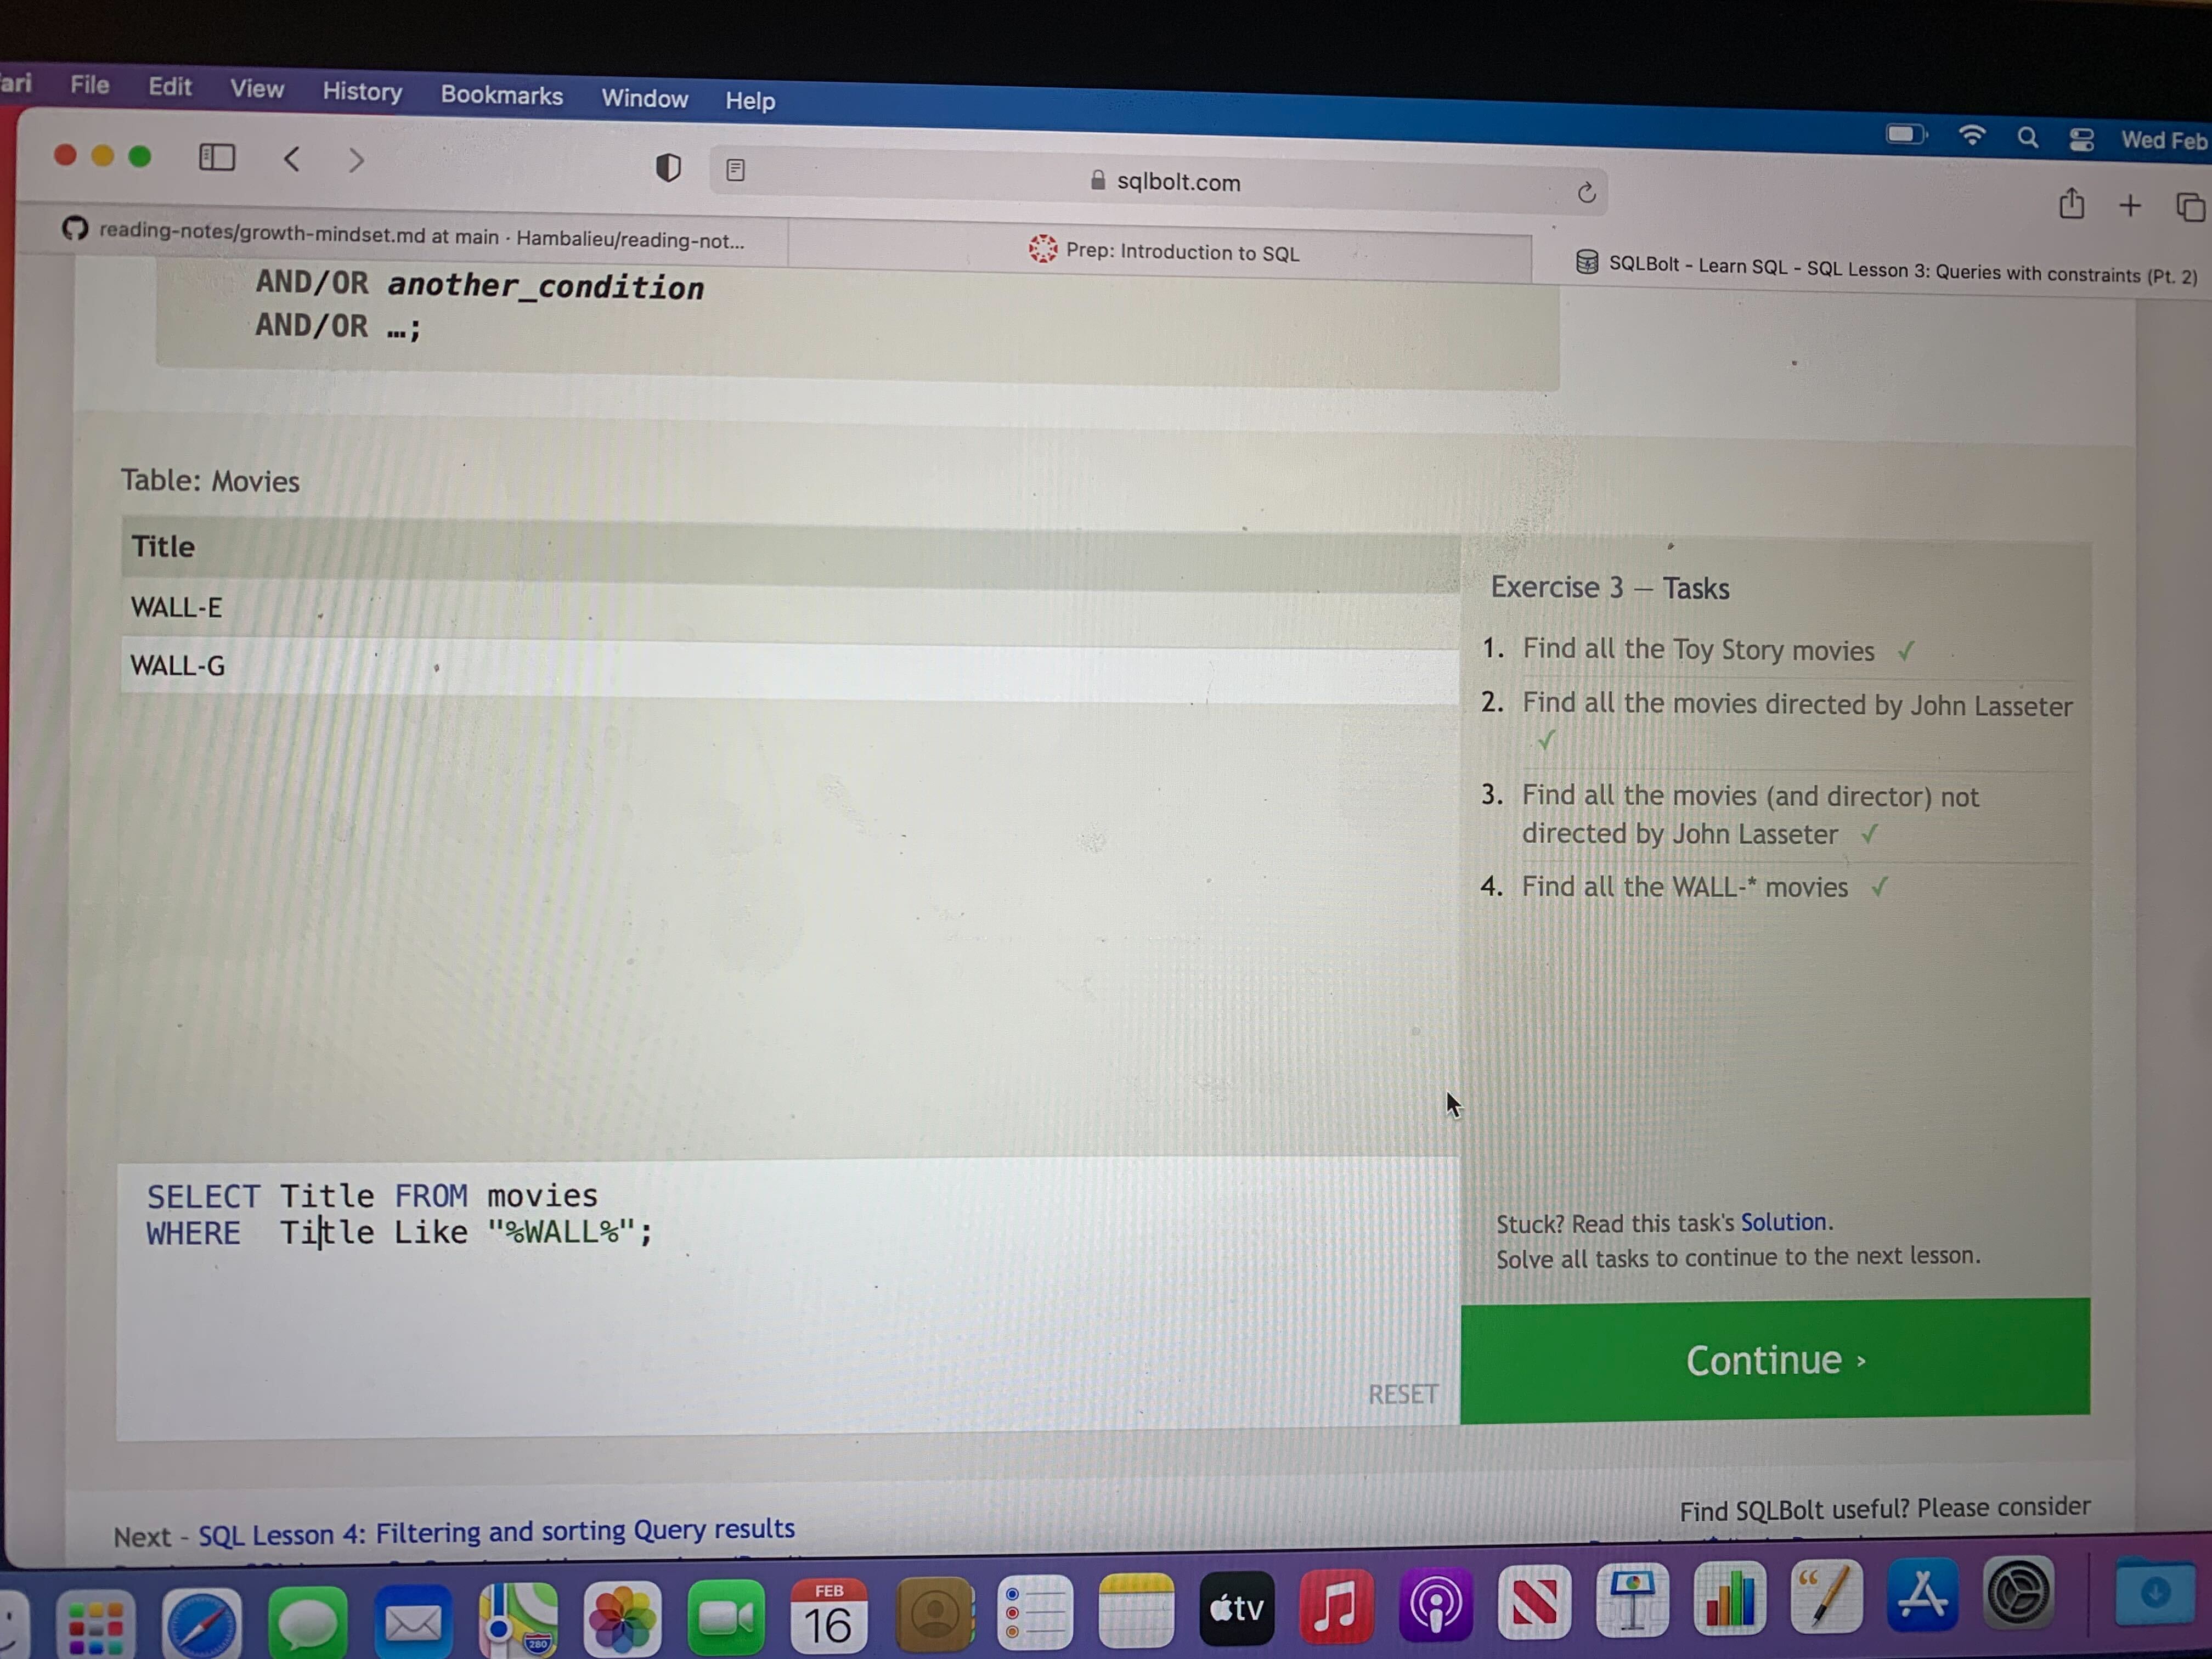 ari File Edit View History Bookmarks Window Help
Wed Feb
sqlbolt.com
reading-notes/growth-mindset.md at main · Hambalieu/reading-not...
Prep: Introduction to SQL
SQLBolt - Learn SQL - SQL Lesson 3: Queries with constraints (Pt. 2)
AND/OR another_condition
AND/OR …;
Table: Movies
Title
WALL-E
WALL-G
Exercise 3 — Tasks
1. Find all the Toy Story movies ✓
2. Find all the movies directed by John Lasseter
✓
3. Find all the movies (and director) not
directed by John Lasseter ✓
4. Find all the WALL-* movies ✓
SELECT Title FROM movies
WHERE  Title Like "%WALL%";
RESET
Stuck? Read this task's Solution.
Solve all tasks to continue to the next lesson.
Continue ›
Next - SQL Lesson 4: Filtering and sorting Query results
Find SQLBolt useful? Please consider
280
FEB
16
tv